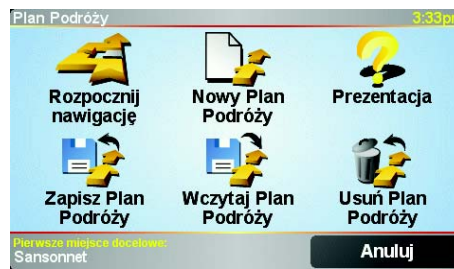 Plan Podróży 3:33p
Rozpocznij
nawigację
Nowy Plan
Podróży
Prezentacja
Zapisz Plan
Podróży
Wczytaj Plan
Podróży
Usuń Plan
Podróży
Pierwsze miejsce docelowe:
Sansonnet
Anuluj